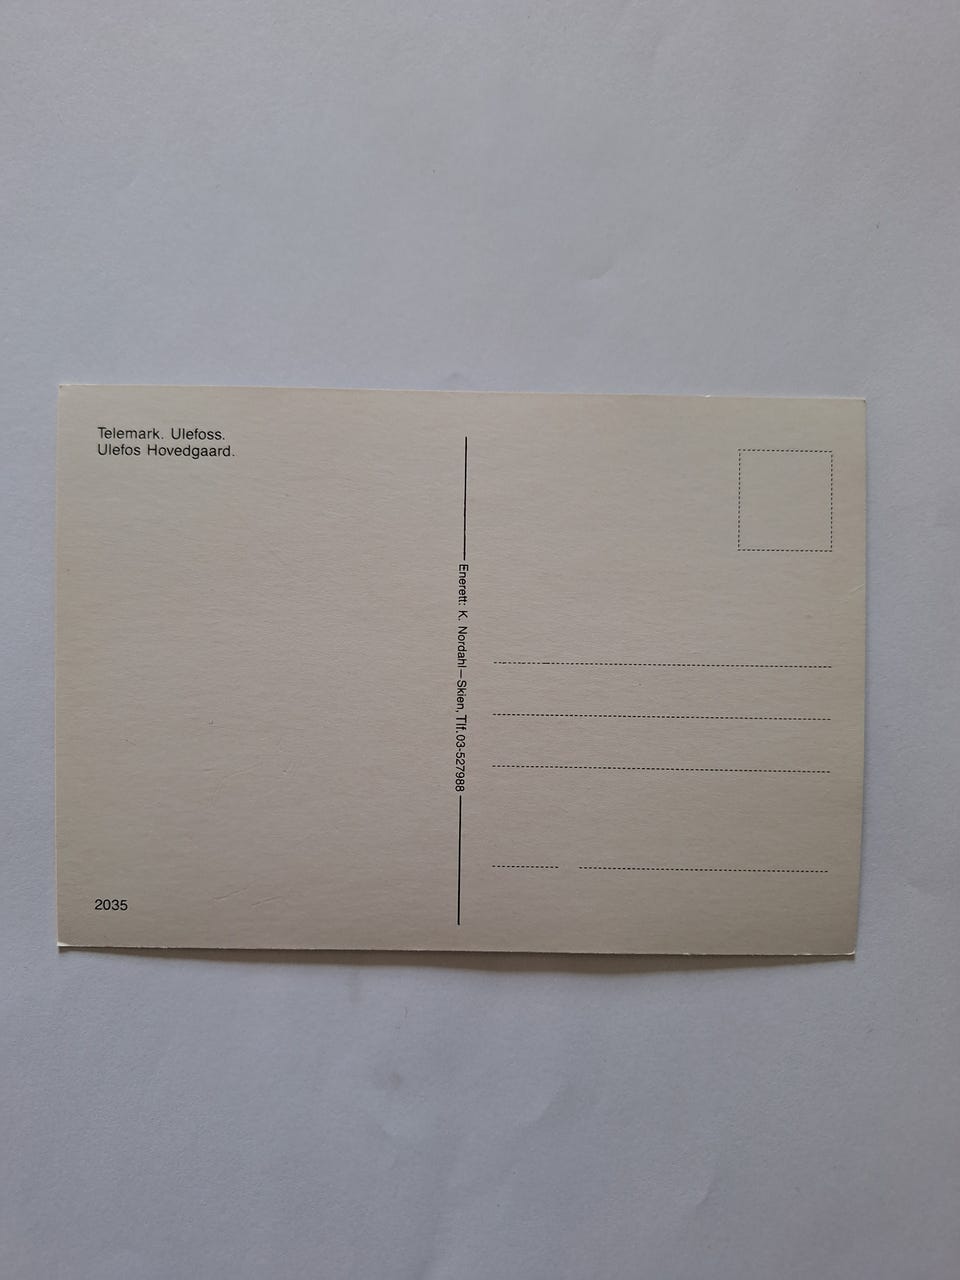 Telemark. Ulefoss.
Ulefos Hovedgaard.
Enerett: K. Nordahl – Skien, Tlf. 03-527988
2035